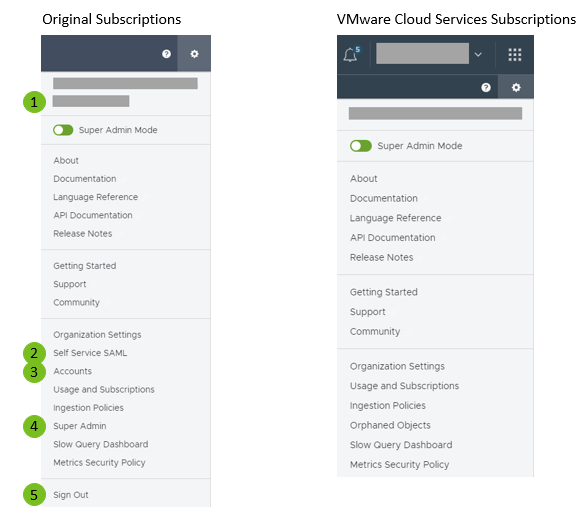 Original Subscriptions
1
Super Admin Mode
About
Documentation
Language Reference
API Documentation
Release Notes
Getting Started
Support
Community
Organization Settings
2 Self Service SAML
3 Accounts
Usage and Subscriptions
Ingestion Policies
4 Super Admin
Slow Query Dashboard
Metrics Security Policy
5 Sign Out
VMware Cloud Services Subscriptions
5
?
Super Admin Mode
About
Documentation
Language Reference
API Documentation
Release Notes
Getting Started
Support
Community
Organization Settings
Usage and Subscriptions
Ingestion Policies
Orphaned Objects
Slow Query Dashboard
Metrics Security Policy